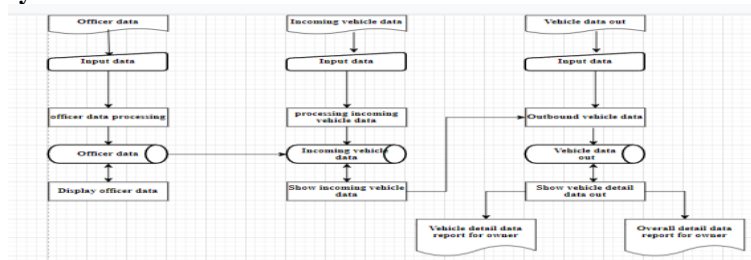 Officer data
Incoming vehicle data
Vehicle data out
Input data
Input data
Input data
officer data processing
processing incoming
vehicle data
Outbound vehicle data
Officer data
Incoming vehicle
data
Vehicle data
out
Display officer data
Show incoming vehicle
data
Show vehicle detail
data out
Vehicle detail data
report for owner
Overall detail data
report for owner